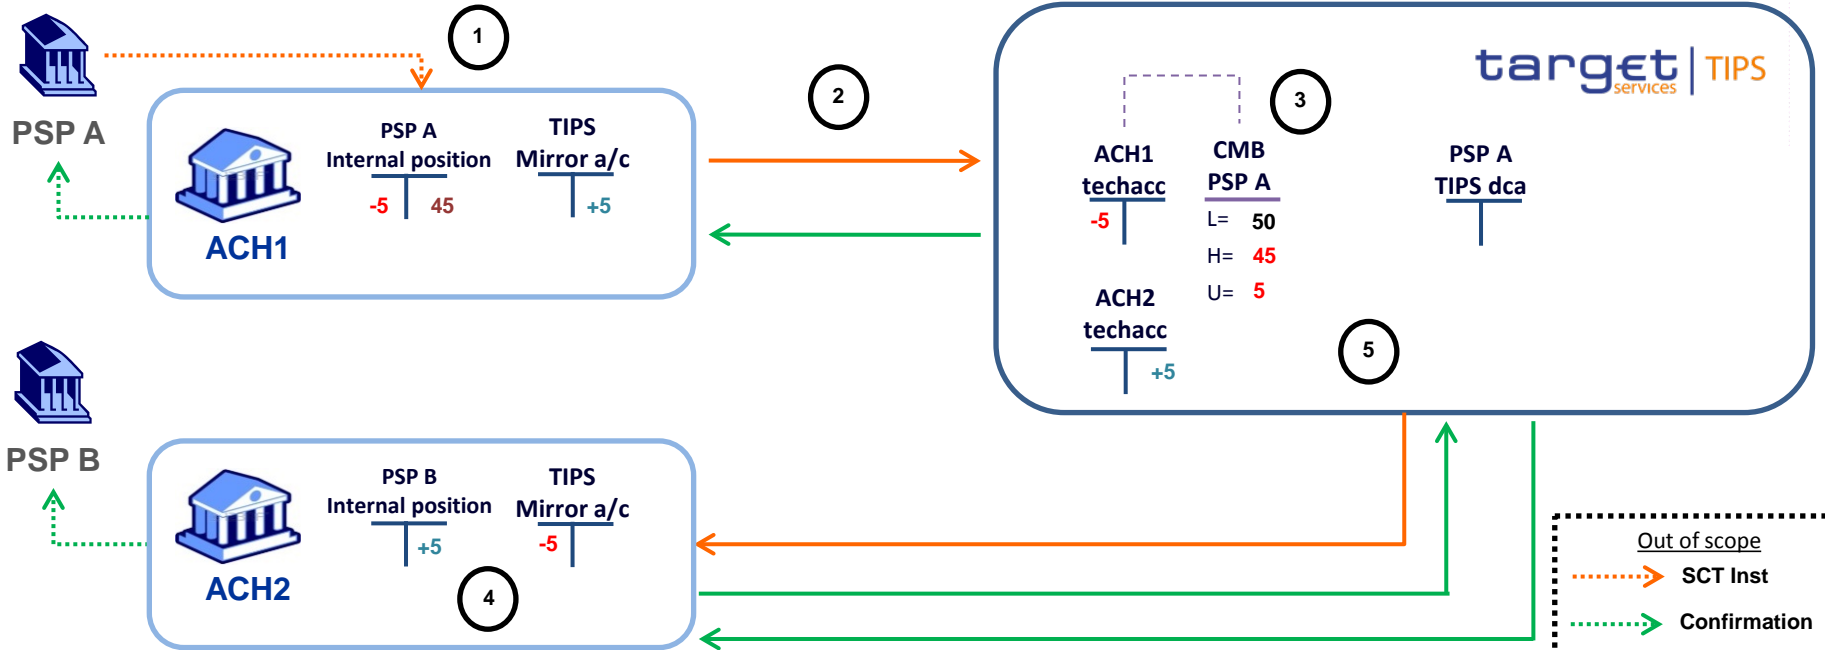 1
PSP A
PSP A
Internal position
-5 45
TIPS
Mirror a/c
+5
ACH1
2
target
services
TIPS
3
ACH1
techacc
-5
CMB
PSP A
L= 50
H= 45
U= 5
PSP A
TIPS dca
ACH2
techacc
+5
5
PSP B
PSP B
Internal position
+5
TIPS
Mirror a/c
-5
ACH2
4
Out of scope
SCT Inst
Confirmation